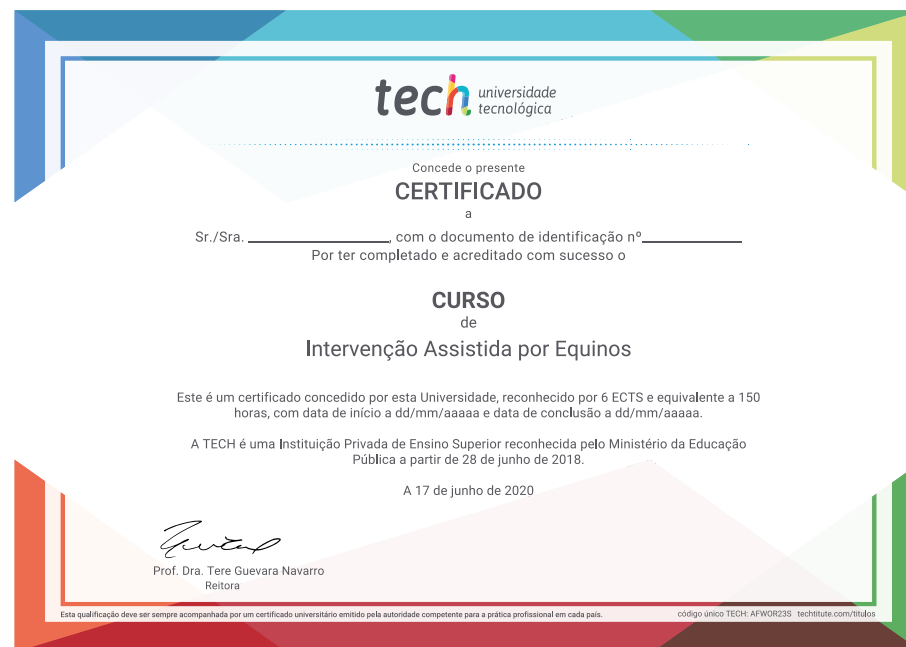 tech universidade
tecnológica
Concede o presente
CERTIFICADO
a
Sr./Sra. ________________, com o documento de identificação nº____________
Por ter completado e acreditado com sucesso o
CURSO
de
Intervenção Assistida por Equinos
Este é um certificado concedido por esta Universidade, reconhecido por 6 ECTS e equivalente a 150
horas, com data de início a dd/mm/aaaaa e data de conclusão a dd/mm/aaaaa.
A TECH é uma Instituição Privada de Ensino Superior reconhecida pelo Ministério da Educação
Pública a partir de 28 de junho de 2018.
A 17 de junho de 2020
Prof. Dra. Tere Guevara Navarro
Reitora
Esta qualificação deve ser sempre acompanhada por um certificado universitário emitido pela autoridade competente para a prática profissional em cada país.
código único TECH: AFWOR23S techtitute.com/titulos